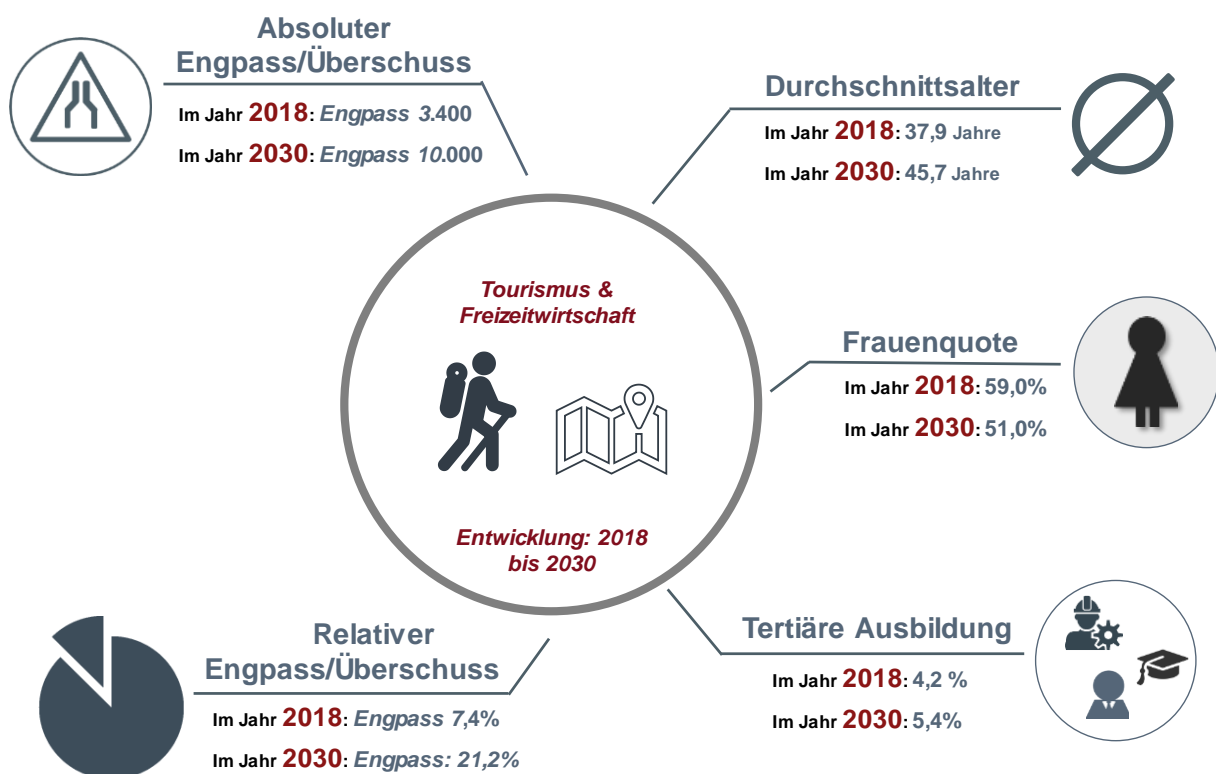 Absoluter
Engpass/Überschuss
Im Jahr 2018: Engpass 3.400
Im Jahr 2030: Engpass 10.000
Durchschnittsalter
Im Jahr 2018: 37,9 Jahre
Im Jahr 2030: 45,7 Jahre
Tourismus &
Freizeitwirtschaft
Entwicklung: 2018
bis 2030
Frauenquote
Im Jahr 2018: 59,0%
Im Jahr 2030: 51,0%
Relativer
Engpass/Überschuss
Im Jahr 2018: Engpass 7,4%
Im Jahr 2030: Engpass: 21,2%
Tertiäre Ausbildung
Im Jahr 2018: 4,2 %
Im Jahr 2030: 5,4%